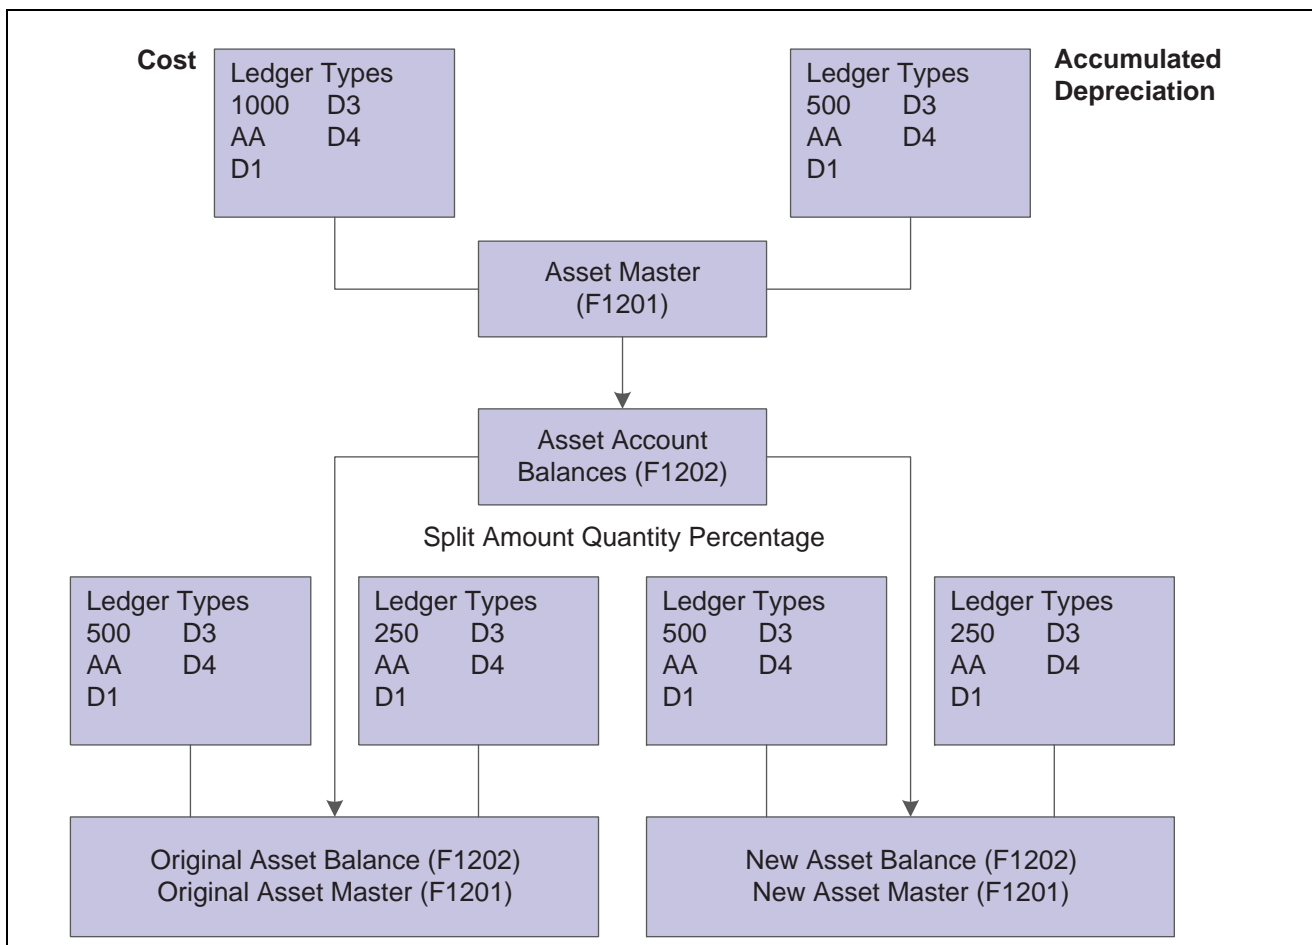 Cost
Ledger Types
1000 D3
AA D4
D1
Ledger Types
500 D3
AA D4
D1
Accumulated
Depreciation
Asset Master
(F1201)
Asset Account
Balances (F1202)
Split Amount Quantity Percentage
Ledger Types
500 D3
AA D4
D1
Ledger Types
250 D3
AA D4
D1
Ledger Types
500 D3
AA D4
D1
Ledger Types
250 D3
AA D4
D1
Original Asset Balance (F1202)
Original Asset Master (F1201)
New Asset Balance (F1202)
New Asset Master (F1201)